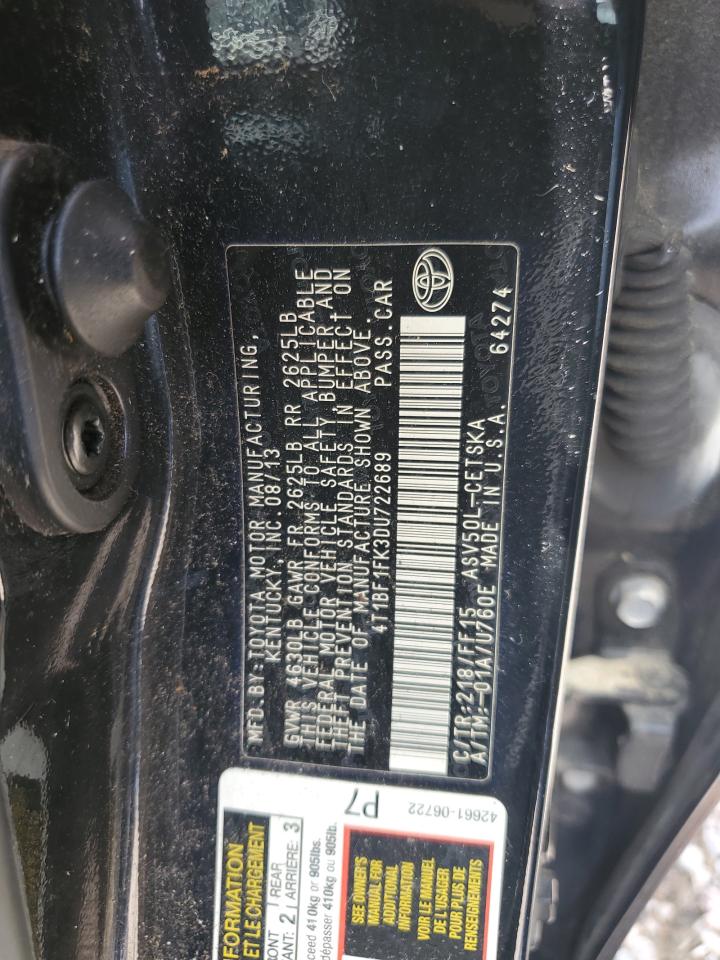 MFD.BY:TOYOTA MOTOR MANUFACTURING,
KENTUCKY, INC. 08/13
GVWR 4630LB GAWR FR 2625LB RR 2625LB
THIS VEHICLE CONFORMS TO ALL APPLICABLE
FEDERAL MOTOR VEHICLE SAFETY, BUMPER, AND
THEFT PREVENTION STANDARDS IN EFFECT ON
THE DATE OF MANUFACTURE SHOWN ABOVE.
4T1BF1FK3DU722689 PASS.CAR
C/TR:218/FF15 ASV50L-CETSKA
A/TM:-01A/U760E MADE IN U.S.A. 64274
FORMATION
ET LE CHARGEMENT
ONT 2 REAR 3
ANT: ARRIÈRE:
ceed 410kg or 905lbs.
dépasser 410kg ou 905lb.
P7
SEE OWNER'S
MANUAL FOR
ADDITIONAL
INFORMATION
VOIR LE MANUEL
DE L'USAGER
POUR PLUS DE
RENSEIGNEMENTS
42661-06722